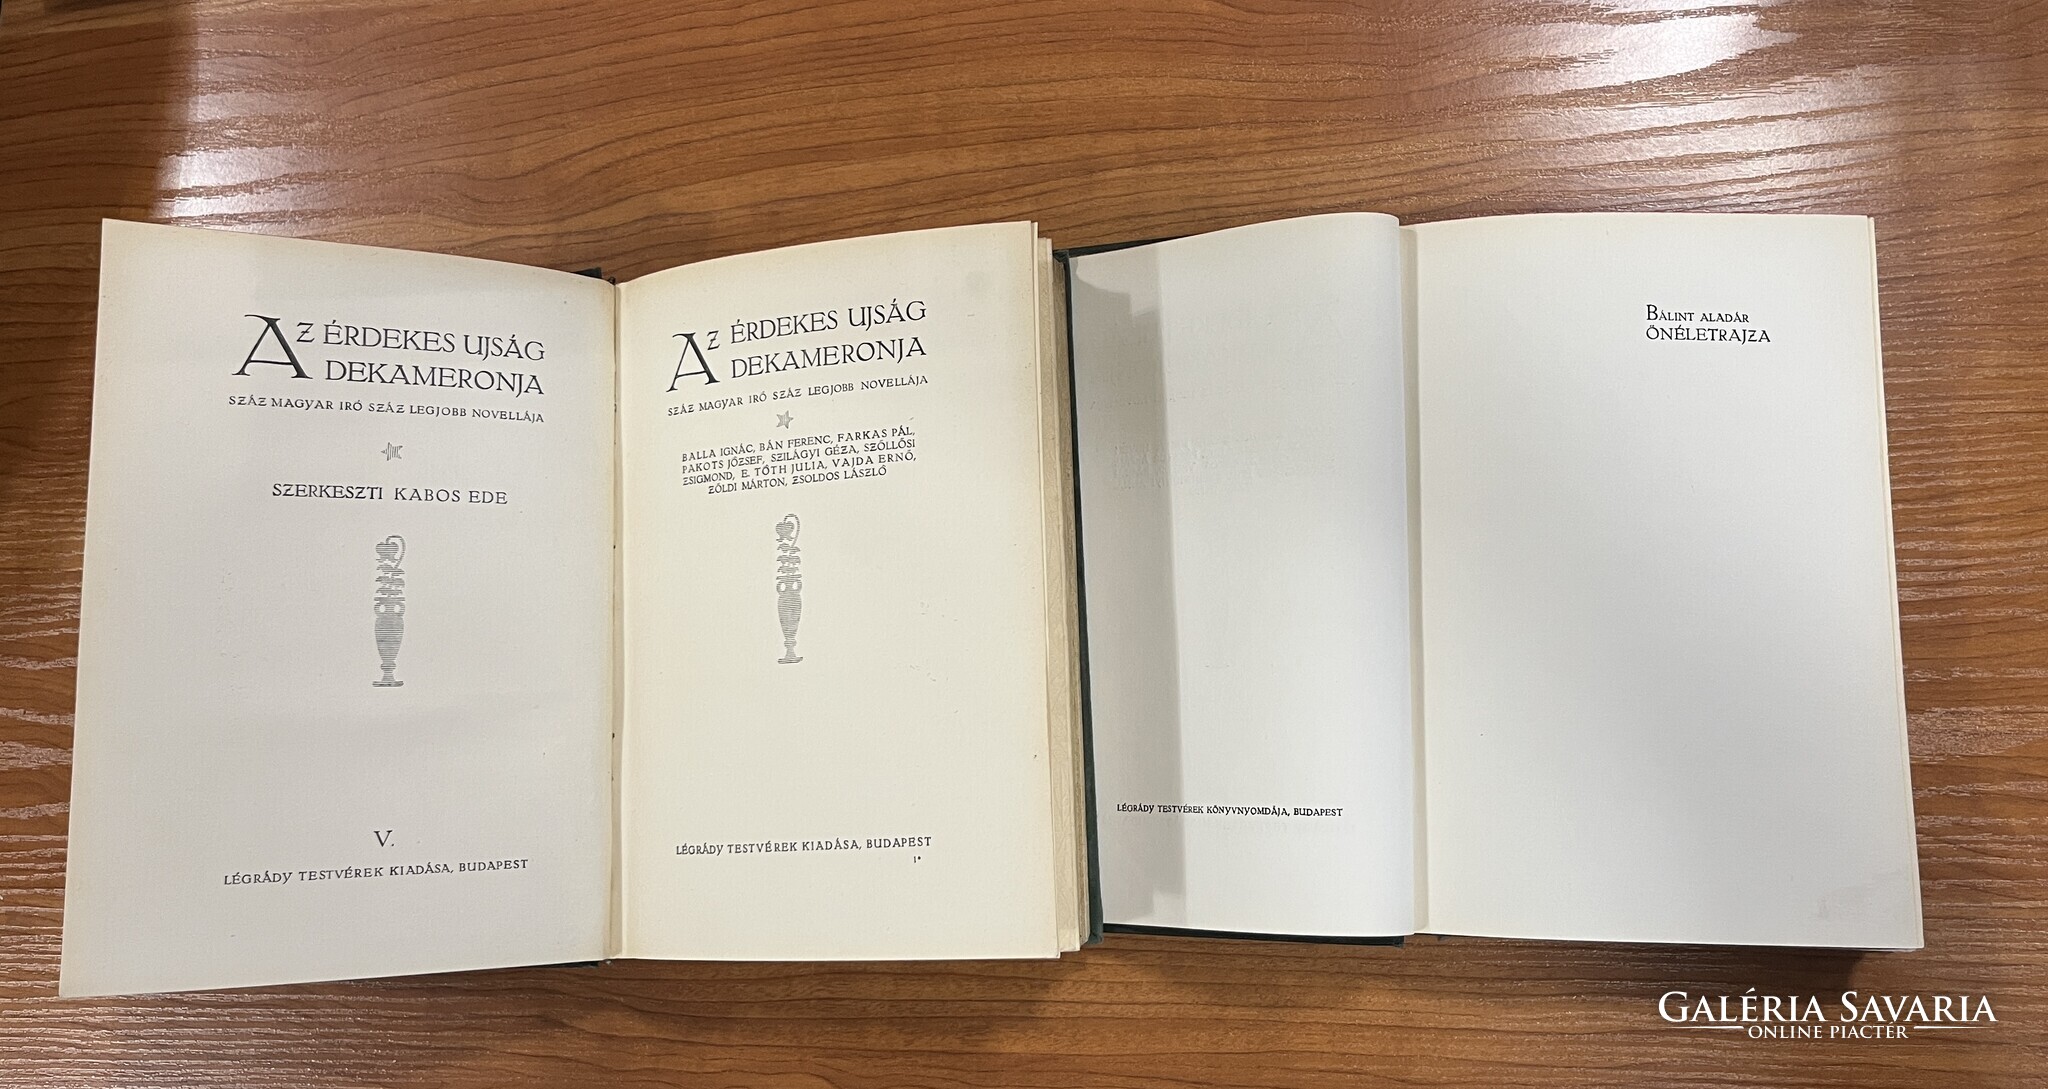 AZ ÉRDEKES UJSÁG
DEKAMERONJA
SZÁZ MAGYAR IRÓ SZÁZ LEGJOBB NOVELLÁJA
SZERKESZTI KABOS EDE
V.
LÉGRÁDY TESTVÉREK KIADÁSA, BUDAPEST
AZ ÉRDEKES UJSÁG
DEKAMERONJA
SZÁZ MAGYAR IRÓ SZÁZ LEGJOBB NOVELLÁJA
BALLA IGNÁC, BÁN FERENC, FARKAS PÁL,
PAKOTS JÓZSEF, SZILÁGYI GÉZA, SZÖLLŐSI
ZSIGMOND, E. TÓTH JULIA, VAJDA ERNŐ,
ZÖLDI MÁRTON, ZSOLDOS LÁSZLÓ
LÉGRÁDY TESTVÉREK KIADÁSA, BUDAPEST
1*
LÉGRÁDY TESTVÉREK KÖNYVNYOMDÁJA, BUDAPEST
BÁLINT ALADÁR
ÖNÉLETRAJZA
GALÉRIA SAVARIA
ONLINE PIACTÉR